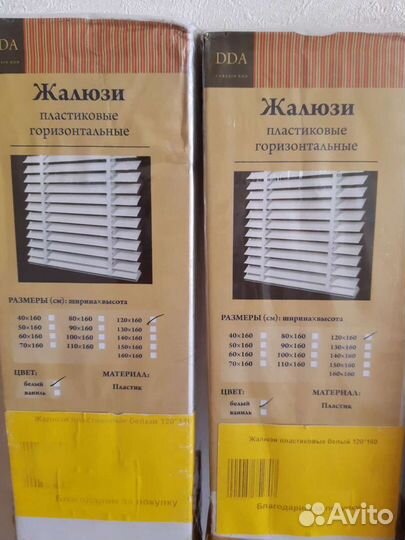 DA
Жалюзи
пластиковые
горизонтальные
РАЗМЕРЫ (см): ширина×высота
40×160 80×160 120×160
50×160 90×160 130×160
60×160 100×160 140×160
70×160 110×160 150×160
160×160
ЦВЕТ: МАТЕРИАЛ:
белый Пластик
ваниль
Жалюзи пластиковые белый 120*160
Благодарим за покупку
DDA
Жалюзи
пластиковые
горизонтальные
РАЗМЕРЫ (см): ширина×высота
40×160 80×160 120×160
50×160 90×160 130×160
60×160 100×160 140×160
70×160 110×160 150×160
160×160
ЦВЕТ: МАТЕРИАЛ:
белый Пластик
ваниль
Жалюзи пластиковые белый 120*160
Благодарим
Avito